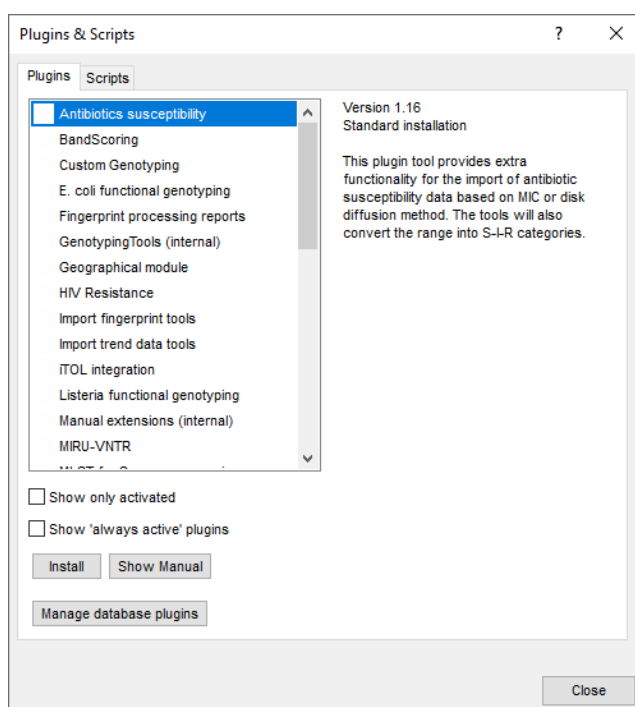 Plugins & Scripts
?
Plugins
Scripts
Antibiotics susceptibility
BandScoring
Custom Genotyping
E. coli functional genotyping
Fingerprint processing reports
GenotypingTools (internal)
Geographical module
HIV Resistance
Import fingerprint tools
Import trend data tools
iTOL integration
Listeria functional genotyping
Manual extensions (internal)
MIRU-VNTR
Version 1.16
Standard installation
This plugin tool provides extra
functionality for the import of antibiotic
susceptibility data based on MIC or disk
diffusion method. The tools will also
convert the range into S-I-R categories.
Show only activated
Show 'always active' plugins
Install
Show Manual
Manage database plugins
Close